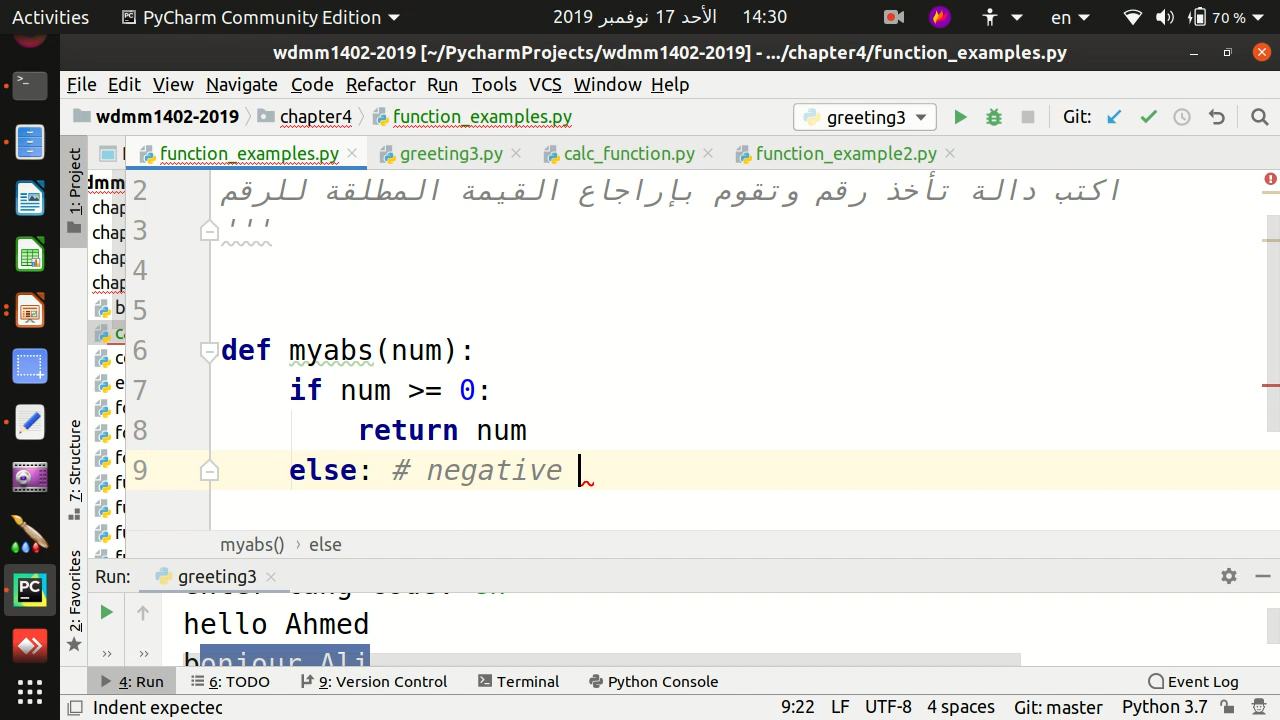 Activities
PyCharm Community Edition
الأحد 17 نوفمبر 2019 14:30
en
70 %
wdmm1402-2019 [~/PycharmProjects/wdmm1402-2019] - .../chapter4/function_examples.py
File Edit View Navigate Code Refactor Run Tools VCS Window Help
wdmm1402-2019 chapter4 function_examples.py
greeting3
Git:
function_examples.py greeting3.py calc_function.py function_example2.py
1: Project
7: Structure
2: Favorites
2 اكتب دالة تأخذ رقم وتقوم بإراجاع القيمة المطلقة للرقم
3 '''
4
5
6 def myabs(num):
7 if num >= 0:
8 return num
9 else: # negative
myabs() › else
Run: greeting3
hello Ahmed
bonjour Ali
4: Run 6: TODO 9: Version Control Terminal Python Console Event Log
Indent expected 9:22 LF UTF-8 4 spaces Git: master Python 3.7